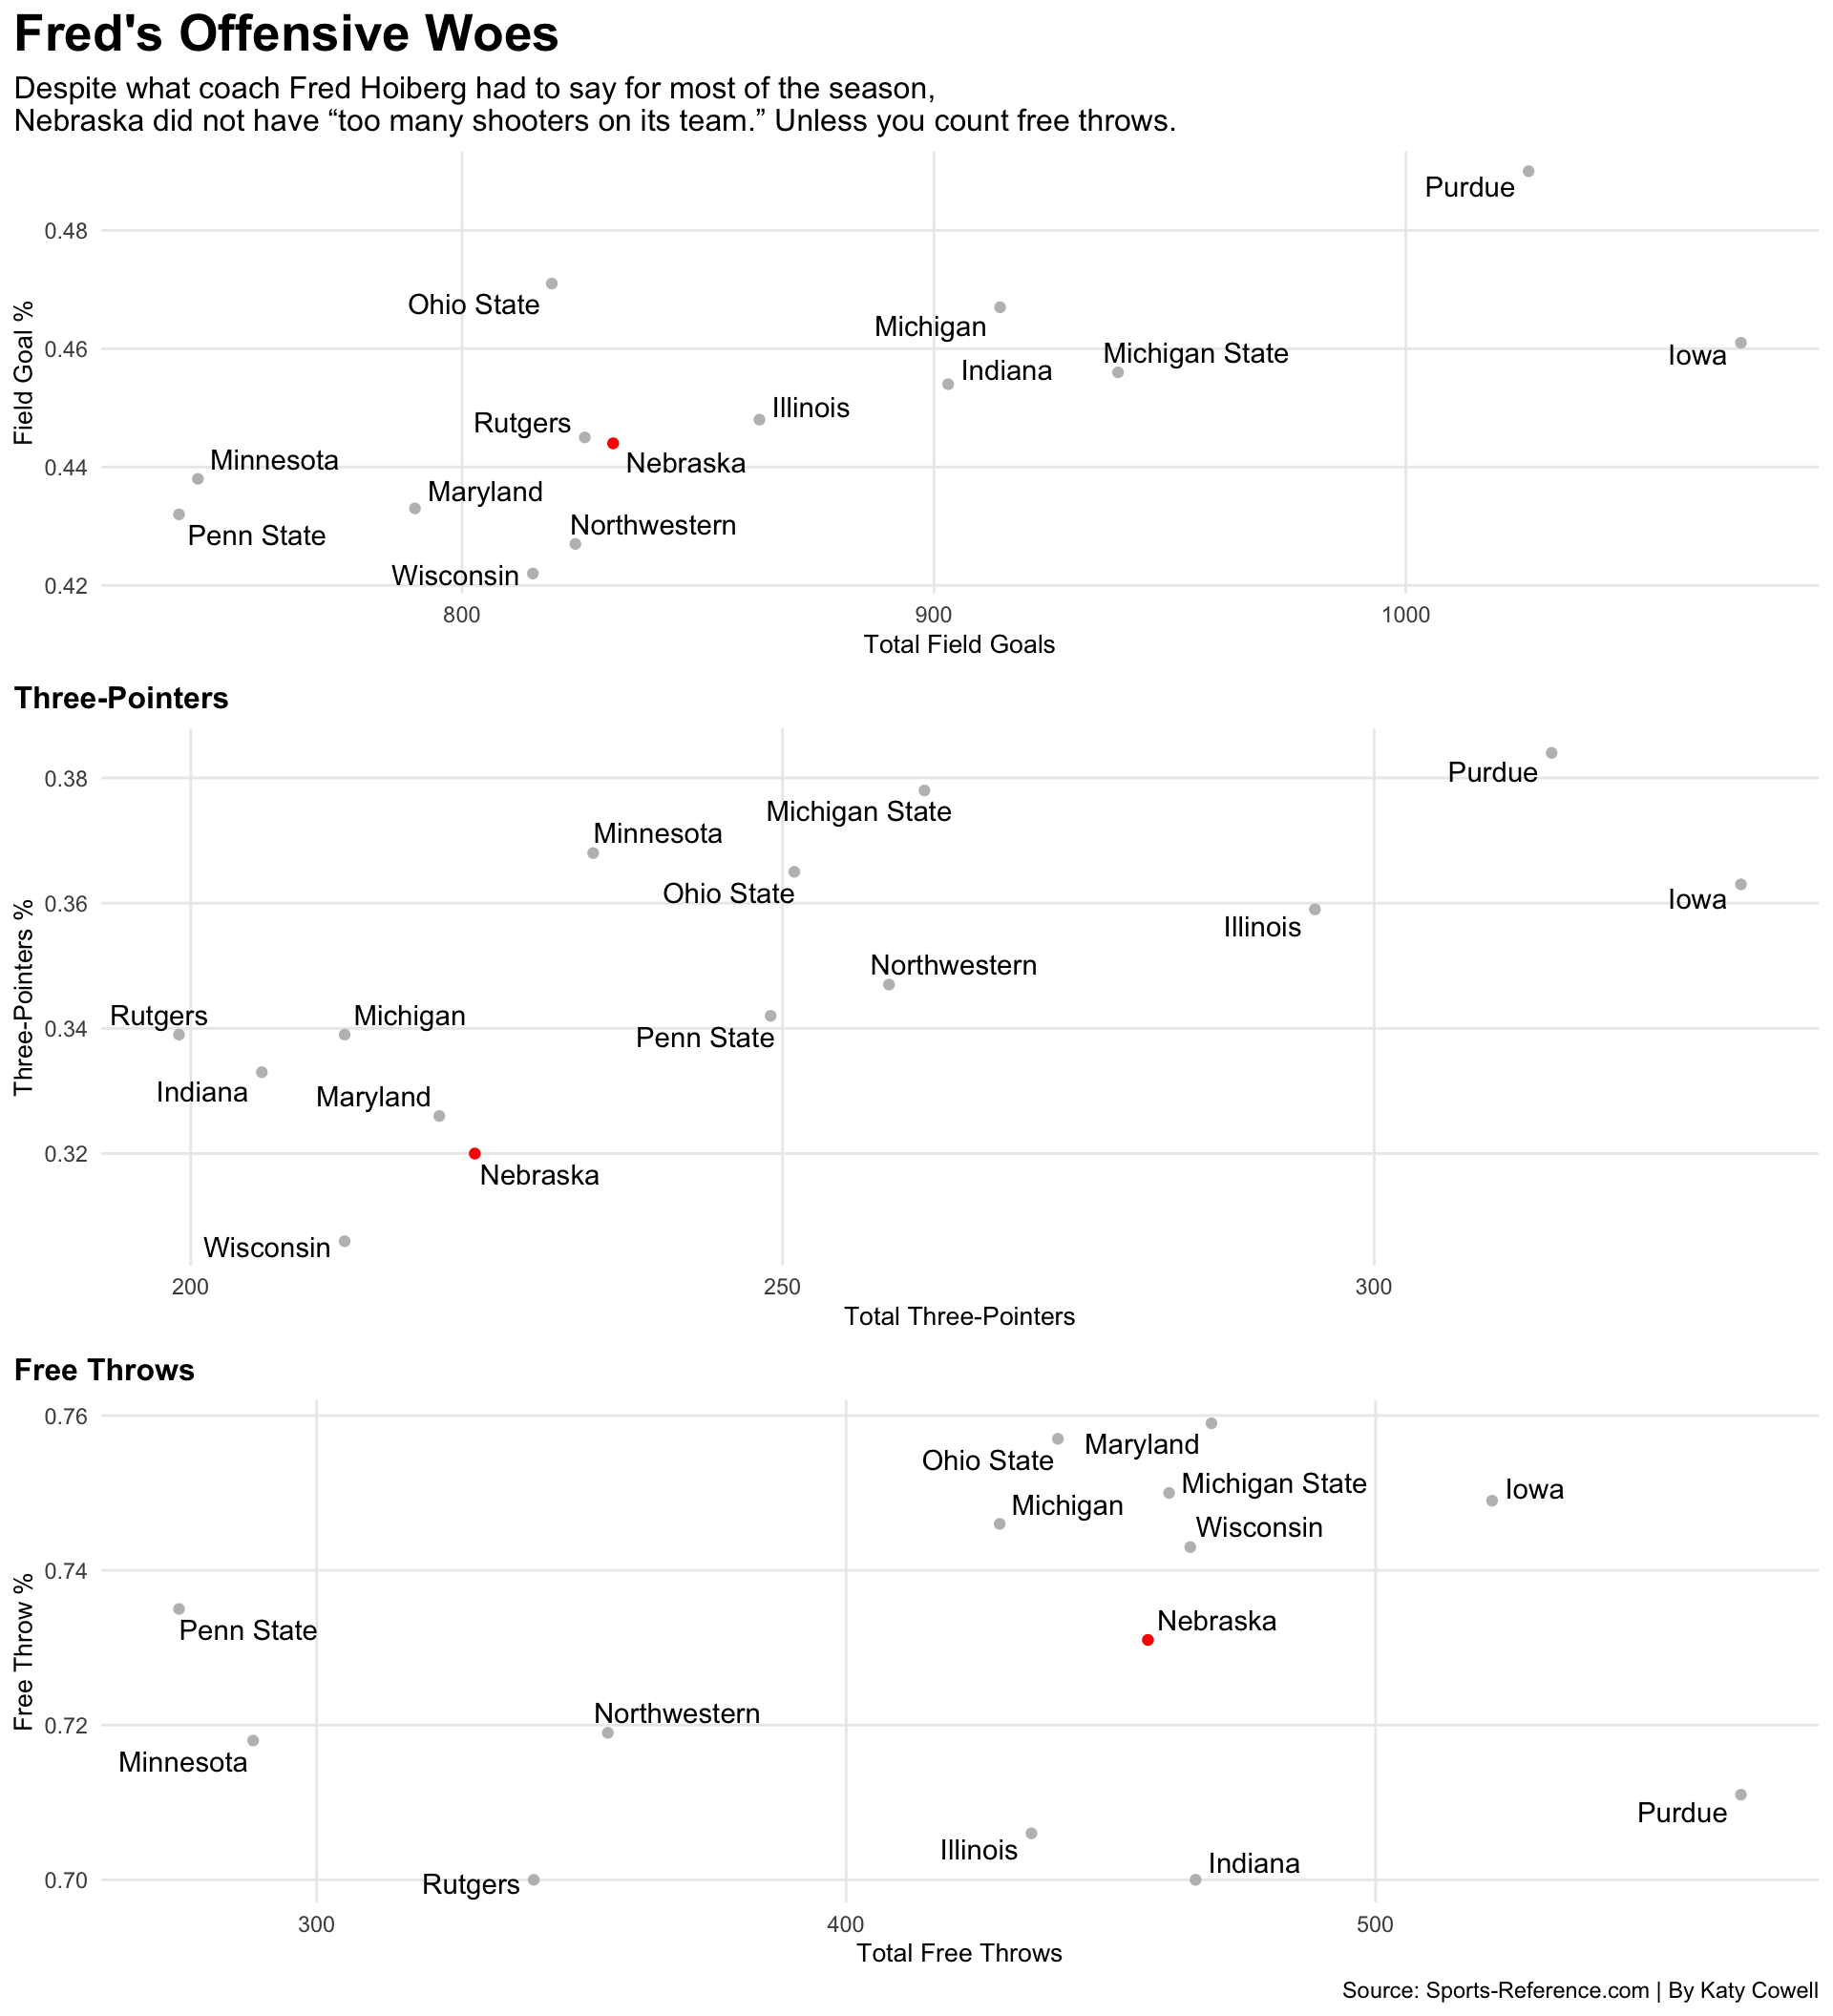 Fred's Offensive Woes
Despite what coach Fred Hoiberg had to say for most of the season,
Nebraska did not have “too many shooters on its team.” Unless you count free throws.
Field Goal %
0.48
0.46
0.44
0.42
Purdue
Ohio State
Michigan
Michigan State
Iowa
Indiana
Illinois
Rutgers
Nebraska
Minnesota
Maryland
Penn State
Northwestern
Wisconsin
800
900
1000
Total Field Goals
Three-Pointers
Three-Pointers %
0.38
0.36
0.34
0.32
Purdue
Michigan State
Minnesota
Ohio State
Iowa
Illinois
Northwestern
Rutgers
Michigan
Penn State
Indiana
Maryland
Nebraska
Wisconsin
200
250
300
Total Three-Pointers
Free Throws
Free Throw %
0.76
0.74
0.72
0.70
Maryland
Ohio State
Michigan State
Iowa
Michigan
Wisconsin
Nebraska
Penn State
Northwestern
Minnesota
Purdue
Illinois
Indiana
Rutgers
300
400
500
Total Free Throws
Source: Sports-Reference.com | By Katy Cowell